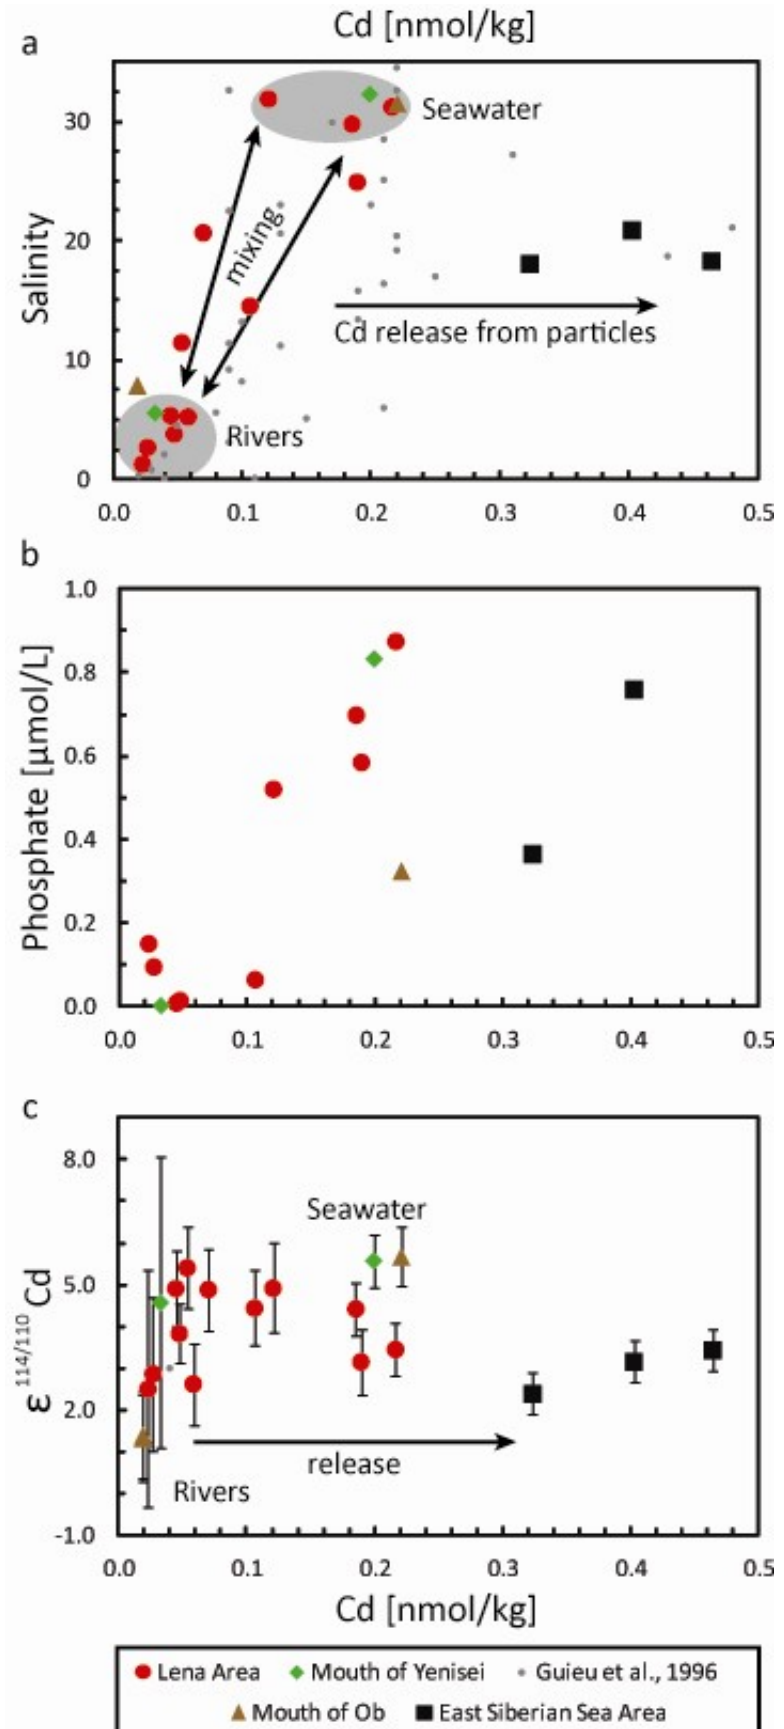 Cd [nmol/kg]
a
30
20
10
0
Salinity
Seawater
mixing
Cd release from particles
Rivers
0.0 0.1 0.2 0.3 0.4 0.5
b
1.0
0.8
0.6
0.4
0.2
0.0
Phosphate [µmol/L]
0.0 0.1 0.2 0.3 0.4 0.5
c
8.0
5.0
2.0
-1.0
ε 114/110 Cd
Seawater
release
Rivers
0.0 0.1 0.2 0.3 0.4 0.5
Cd [nmol/kg]
Lena Area Mouth of Yenisei Guieu et al., 1996
Mouth of Ob East Siberian Sea Area